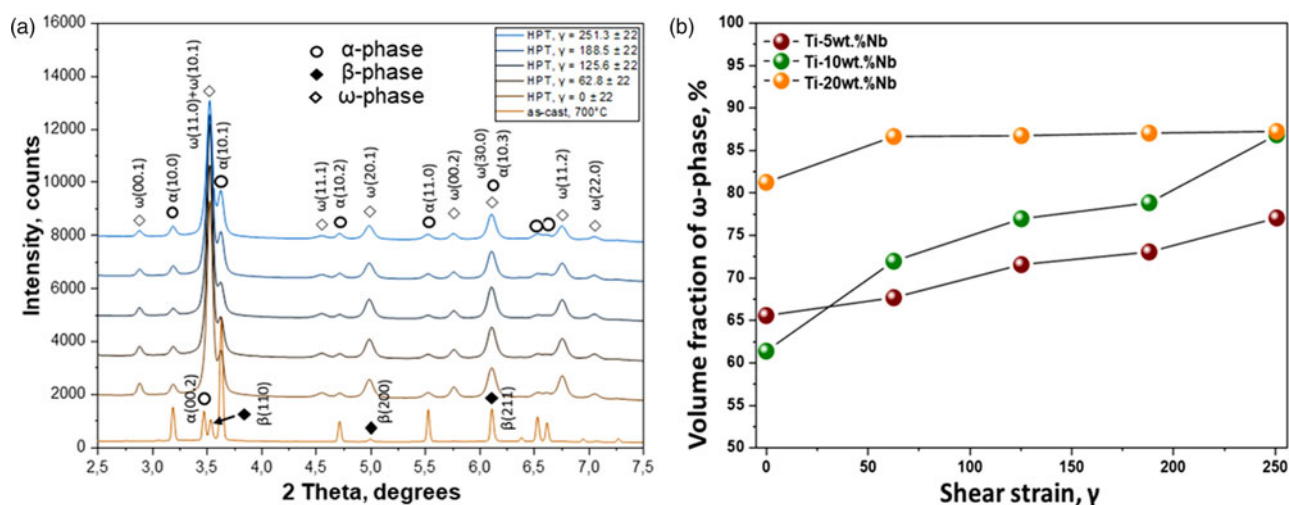 (a)
16000
14000
12000
10000
8000
6000
4000
2000
0
Intensity, counts
2,5 3,0 3,5 4,0 4,5 5,0 5,5 6,0 6,5 7,0 7,5
2 Theta, degrees
α-phase
β-phase
ω-phase
HPT, γ = 251.3 ± 22
HPT, γ = 188.5 ± 22
HPT, γ = 125.6 ± 22
HPT, γ = 62.8 ± 22
HPT, γ = 0 ± 22
as-cast, 700°C
ω(00.1)
α(10.0)
ω(11.0)+ω(10.1)
α(10.1)
ω(11.1)
α(10.2)
ω(20.1)
α(11.0)
ω(00.2)
ω(30.0)
α(10.3)
ω(11.2)
ω(22.0)
α(00.2)
β(110)
β(200)
β(211)
(b)
100
95
90
85
80
75
70
65
60
55
50
Volume fraction of ω-phase, %
Ti-5wt.%Nb
Ti-10wt.%Nb
Ti-20wt.%Nb
0 50 100 150 200 250
Shear strain, γ